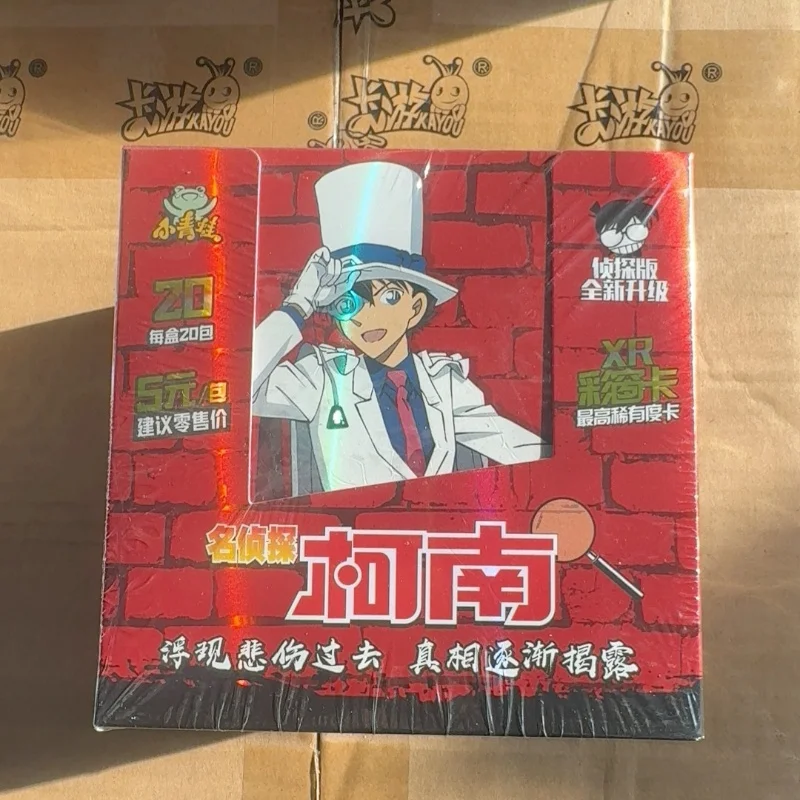 卡游 KAYOU ®
卡游 KAYOU ®
卡游 KAYOU ®
小青蛙
20
每盒20包
5元/包
建议零售价
侦探版
全新升级
XR
彩窗卡
最高稀有度卡
名侦探
柯南
浮现悲伤过去 真相逐渐揭露